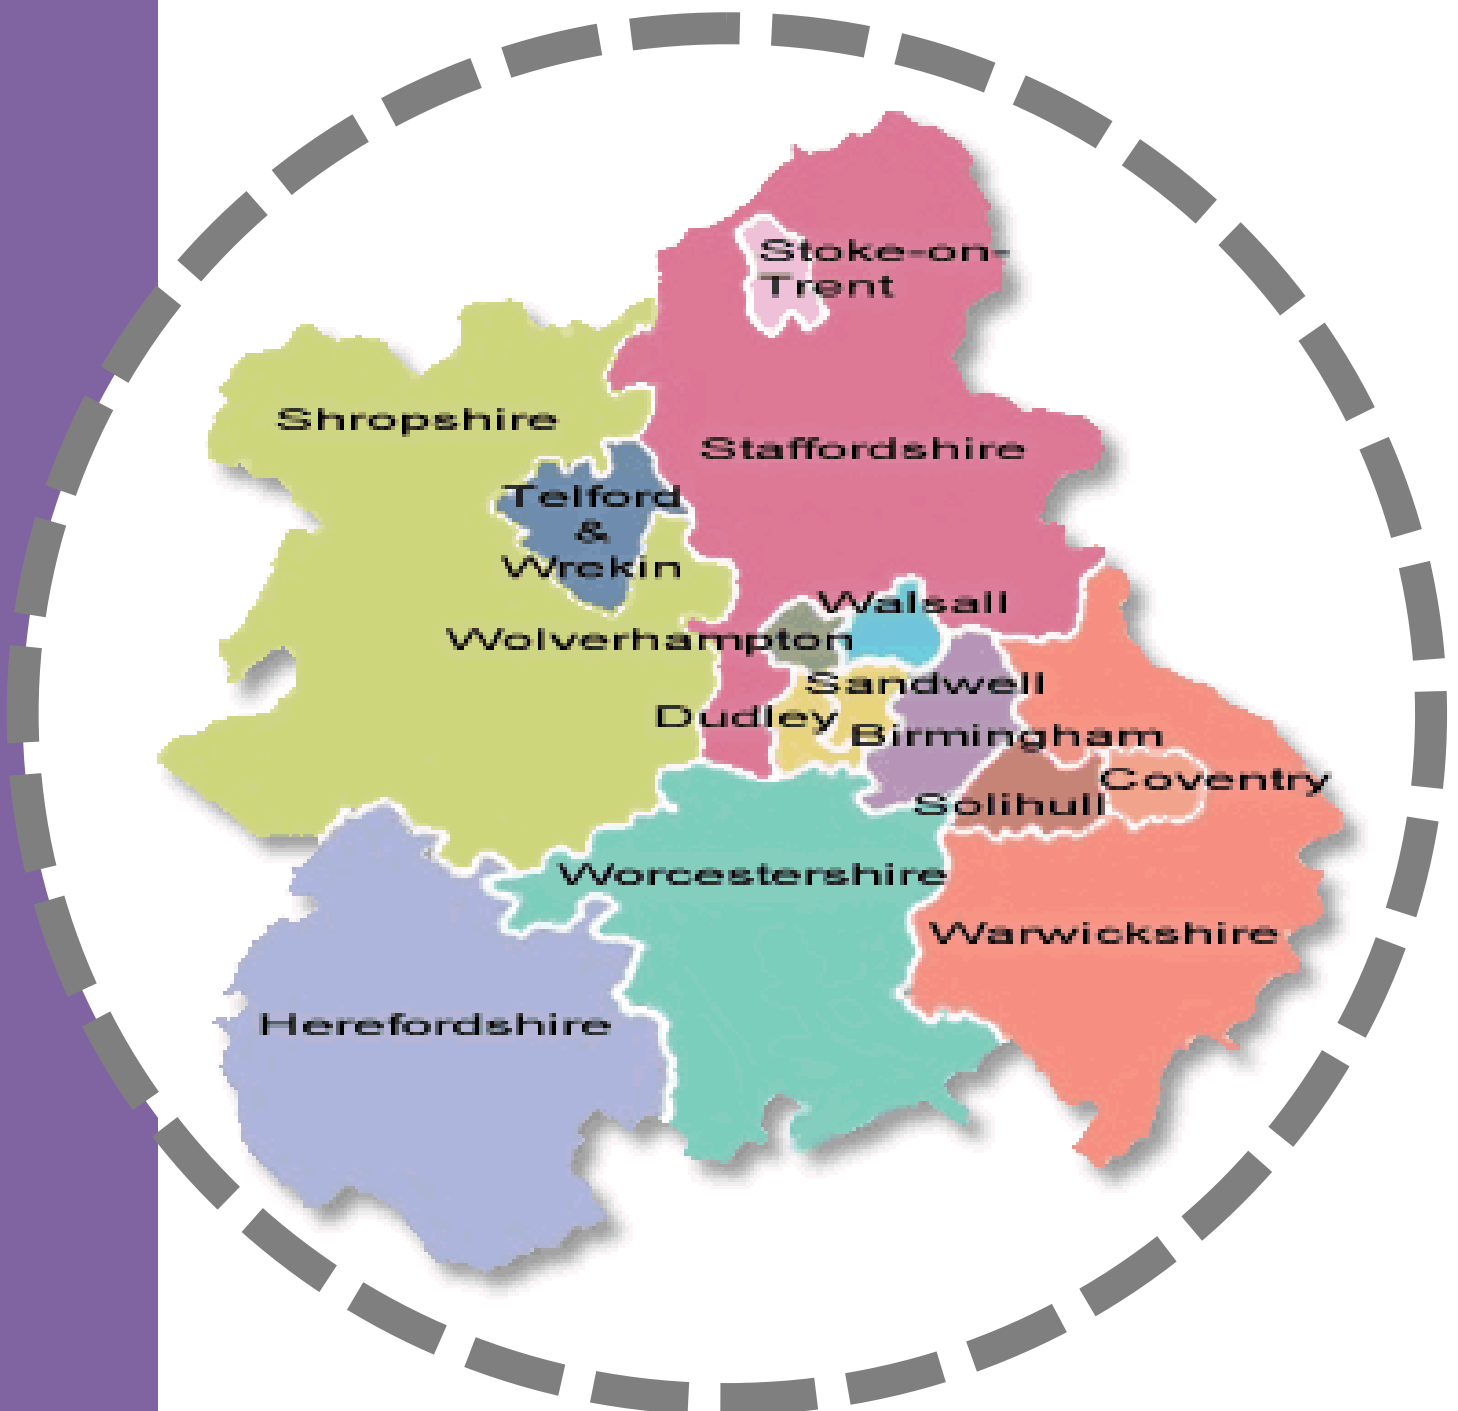 Stoke-on-
Trent
Shropshire
Staffordshire
Telford
&
Wrekin
Walsall
Wolverhampton
Sandwell
Dudley
Birmingham
Coventry
Solihull
Worcestershire
Warwickshire
Herefordshire